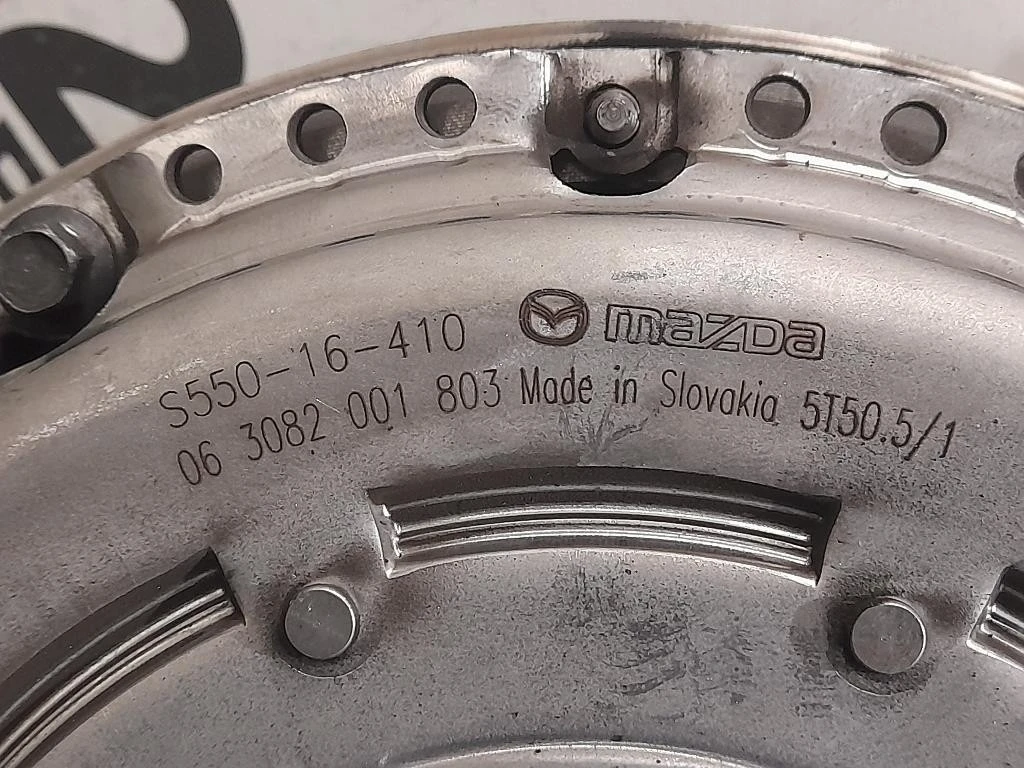 S550-16-410 mazda
06 3082 001 803 Made in Slovakia 5T50.5/1